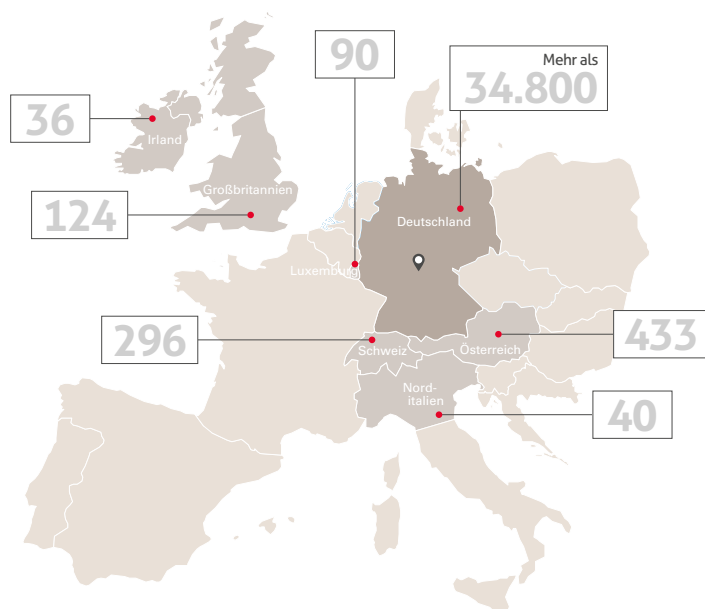 90
Mehr als
34.800
36
Irland
Großbritannien
124
Deutschland
Luxemburg
296
Schweiz
Österreich
433
Nord-
italien
40